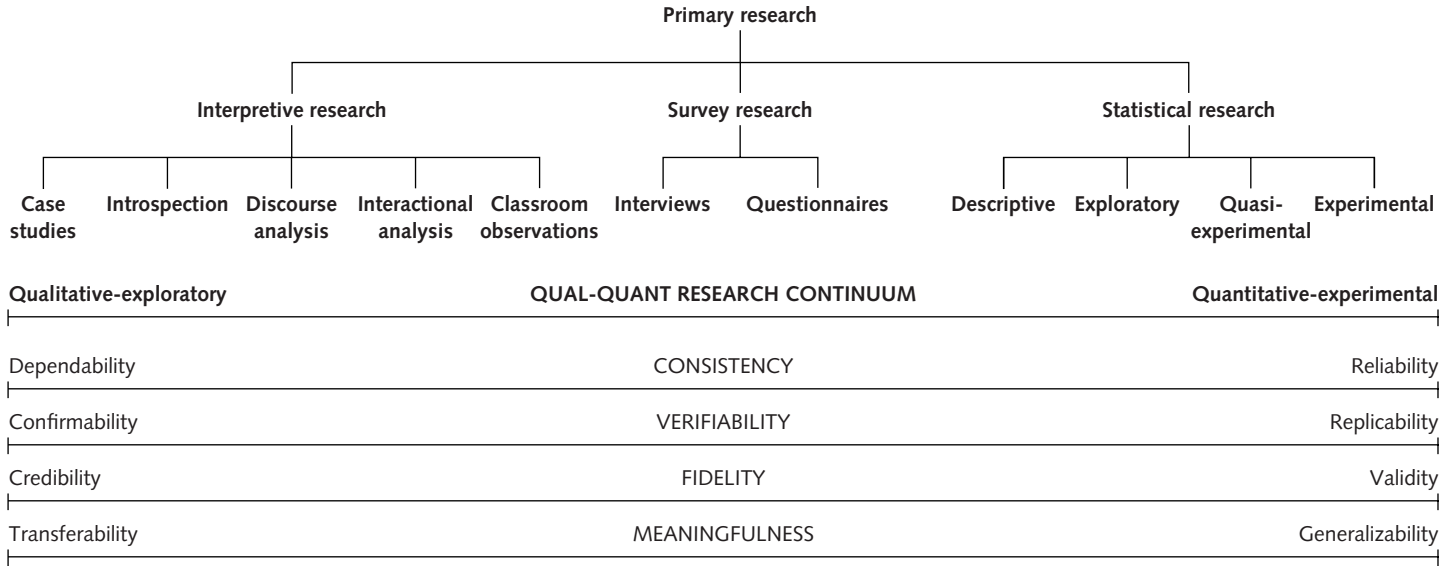 Primary research
Interpretive research Survey research Statistical research
Case studies Introspection Discourse analysis Interactional analysis Classroom observations Interviews Questionnaires Descriptive Exploratory Quasi-experimental Experimental
Qualitative-exploratory QUAL-QUANT RESEARCH CONTINUUM Quantitative-experimental
Dependability CONSISTENCY Reliability
Confirmability VERIFIABILITY Replicability
Credibility FIDELITY Validity
Transferability MEANINGFULNESS Generalizability